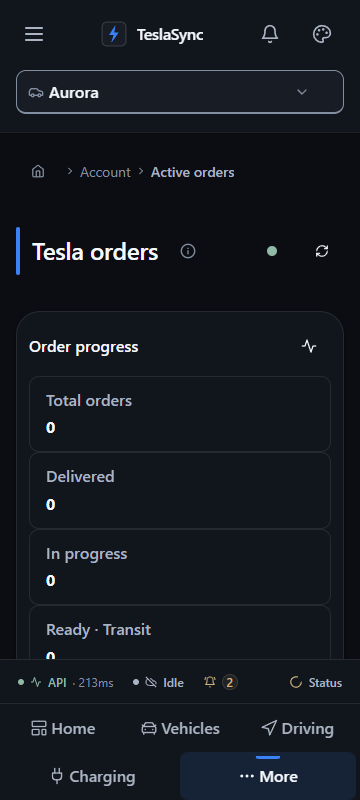 TeslaSync
Aurora
Account
Active orders
Tesla orders
Order progress
Total orders
0
Delivered
0
In progress
0
Ready · Transit
0
API · 213ms
Idle
2
Status
Home
Vehicles
Driving
Charging
More